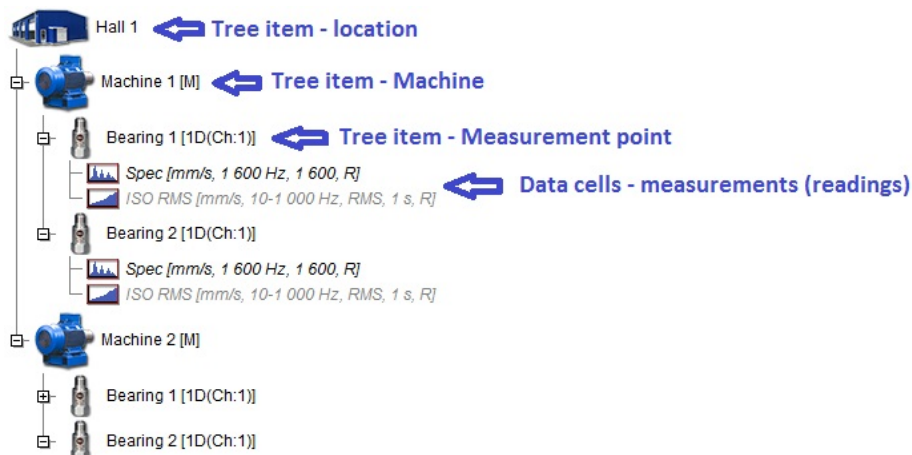 Hall 1 Tree item - location
Machine 1 [M] Tree item - Machine
Bearing 1 [1D(Ch:1)] Tree item - Measurement point
Spec [mm/s, 1 600 Hz, 1 600, R]
Data cells - measurements (readings)
ISO RMS [mm/s, 10-1 000 Hz, RMS, 1 s, R]
Bearing 2 [1D(Ch:1)]
Spec [mm/s, 1 600 Hz, 1 600, R]
ISO RMS [mm/s, 10-1 000 Hz, RMS, 1 s, R]
Machine 2 [M]
Bearing 1 [1D(Ch:1)]
Bearing 2 [1D(Ch:1)]